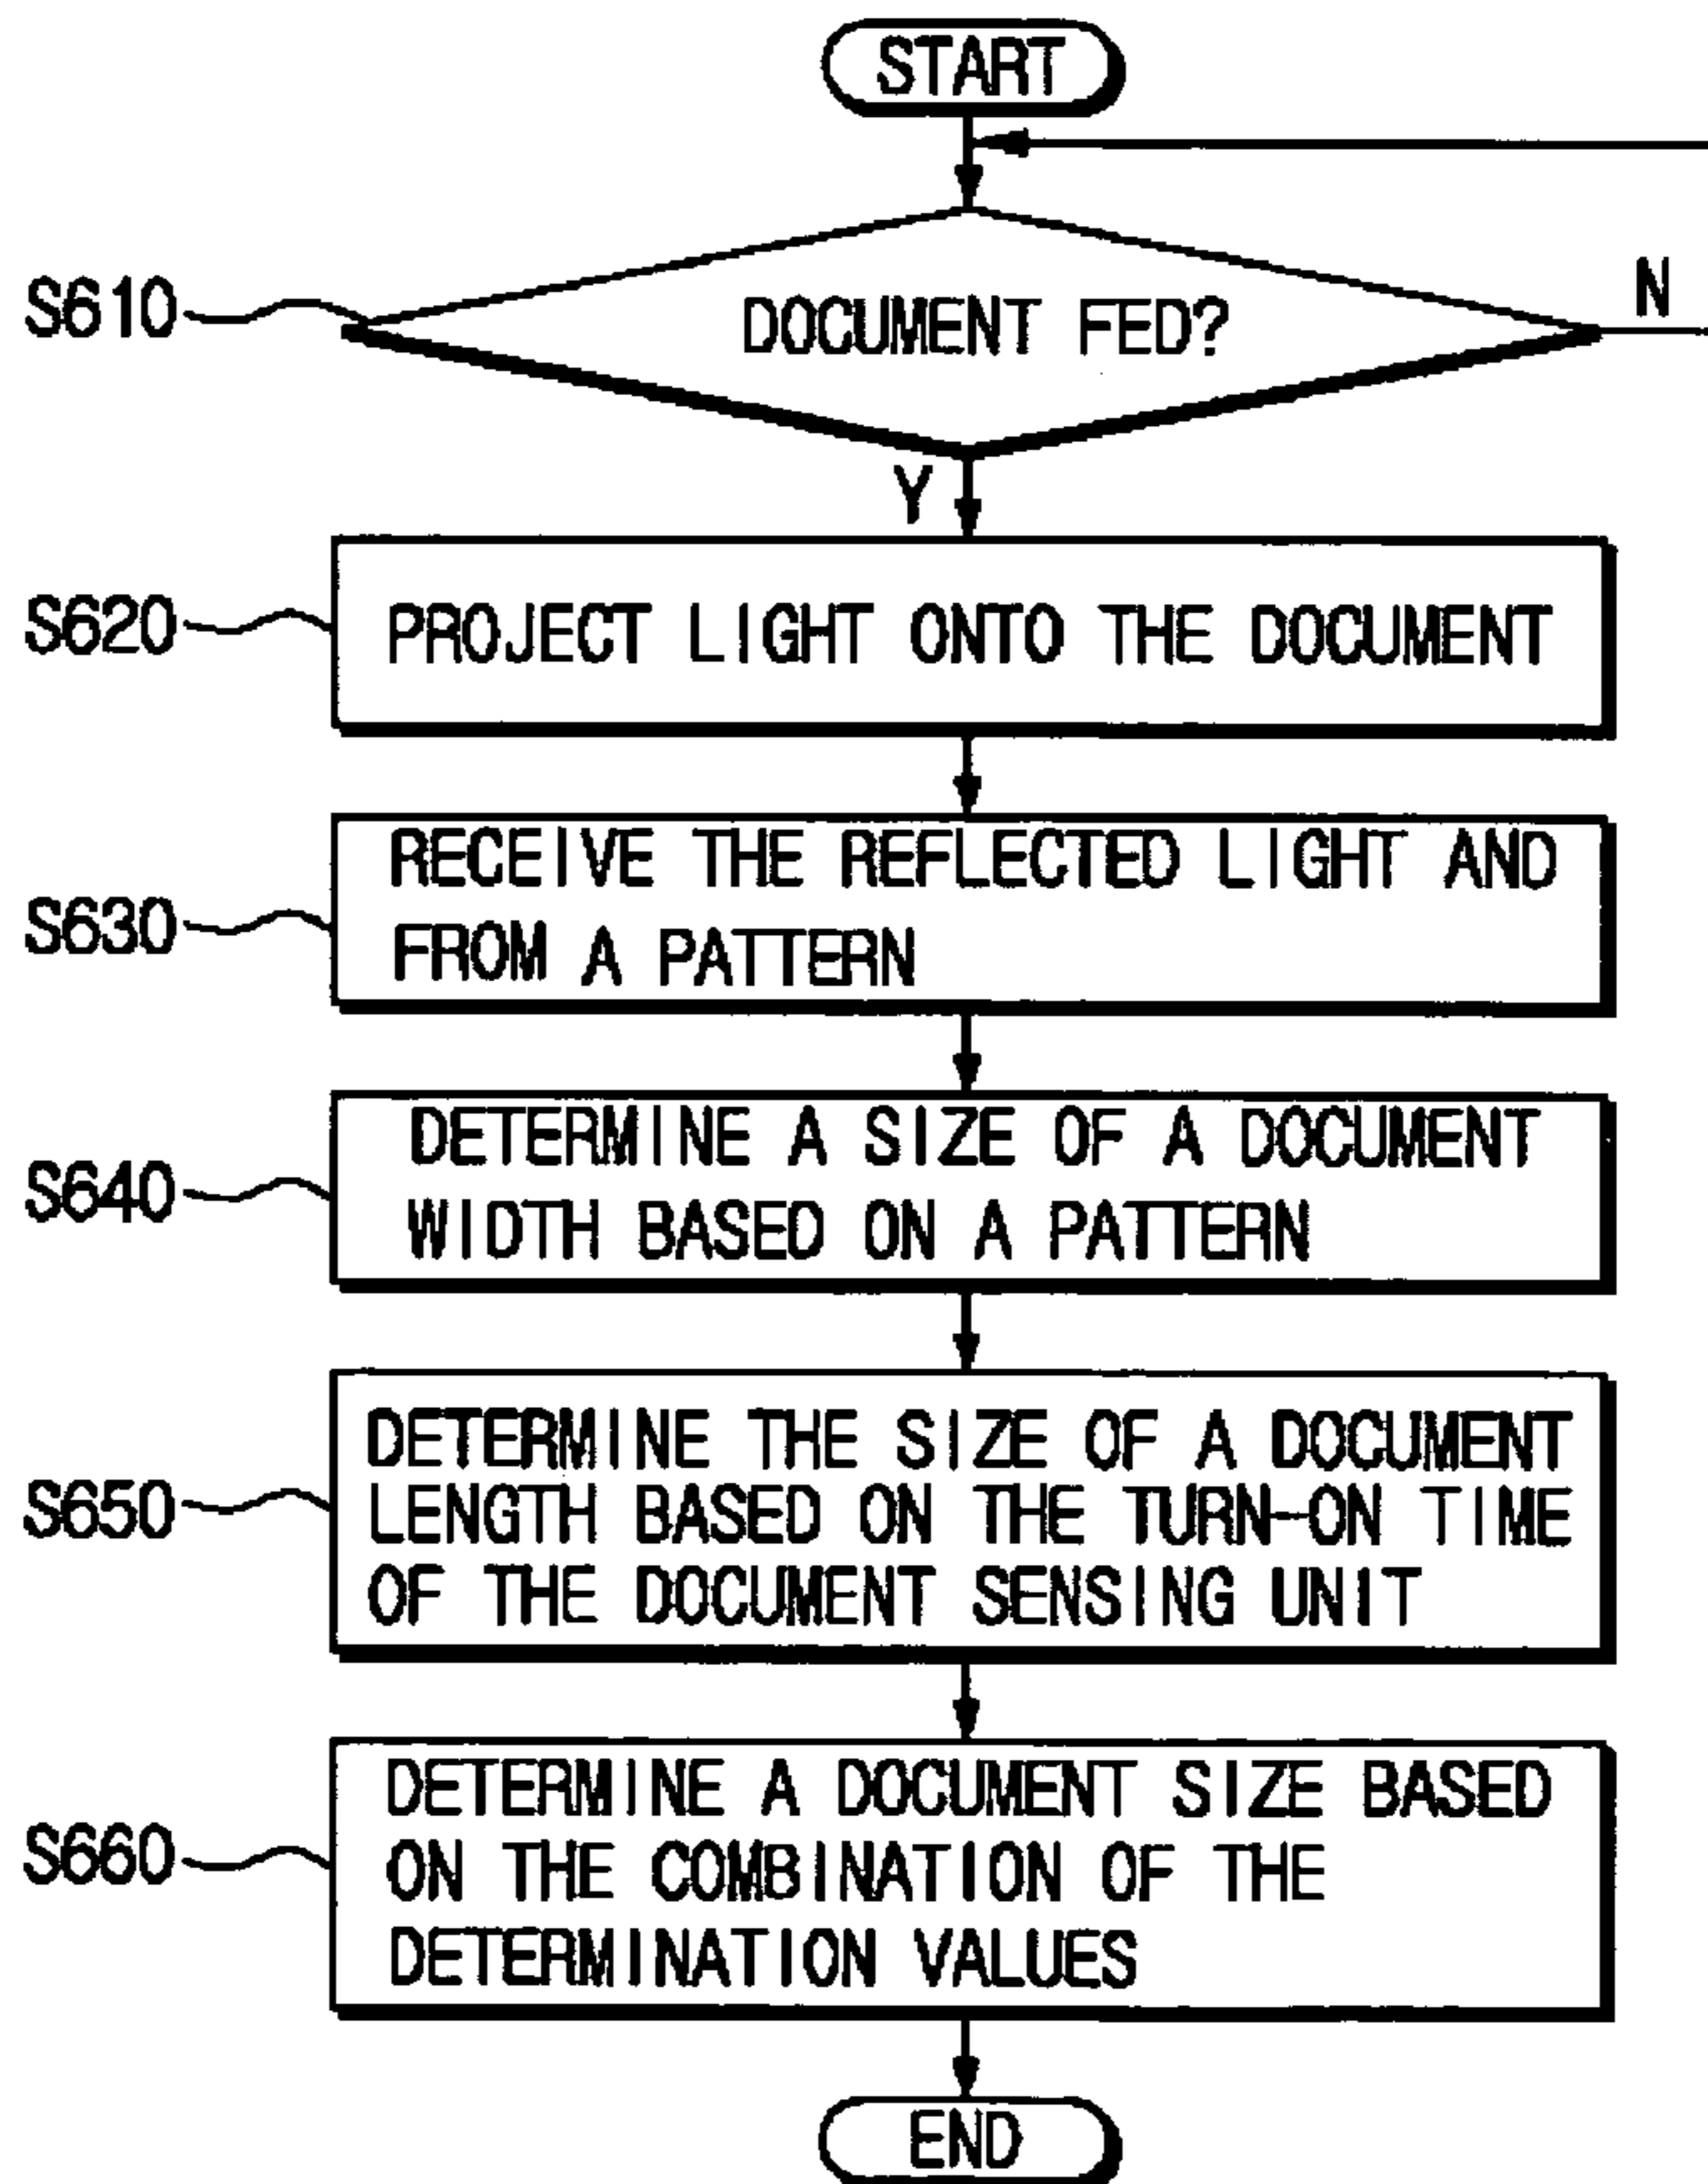 START
S610
DOCUMENT FED?
N
Y
S620
PROJECT LIGHT ONTO THE DOCUMENT
S630
RECEIVE THE REFLECTED LIGHT AND
FROM A PATTERN
S640
DETERMINE A SIZE OF A DOCUMENT
WIDTH BASED ON A PATTERN
S650
DETERMINE THE SIZE OF A DOCUMENT
LENGTH BASED ON THE TURN-ON TIME
OF THE DOCUMENT SENSING UNIT
S660
DETERMINE A DOCUMENT SIZE BASED
ON THE COMBINATION OF THE
DETERMINATION VALUES
END